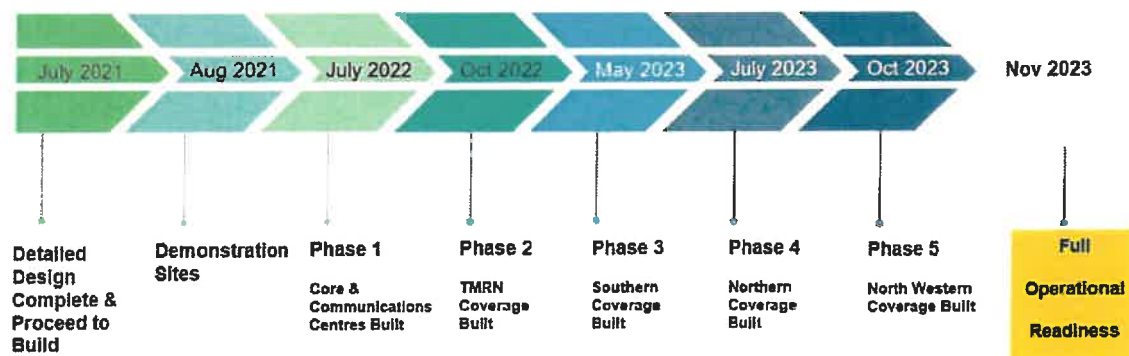 July 2021
Aug 2021
July 2022
Oct 2022
May 2023
July 2023
Oct 2023
Nov 2023
Detailed
Design
Complete &
Proceed to
Build
Demonstration
Sites
Phase 1
Core &
Communications
Centres Built
Phase 2
TMRN
Coverage
Built
Phase 3
Southern
Coverage
Built
Phase 4
Northern
Coverage
Built
Phase 5
North Western
Coverage Built
Full
Operational
Readiness